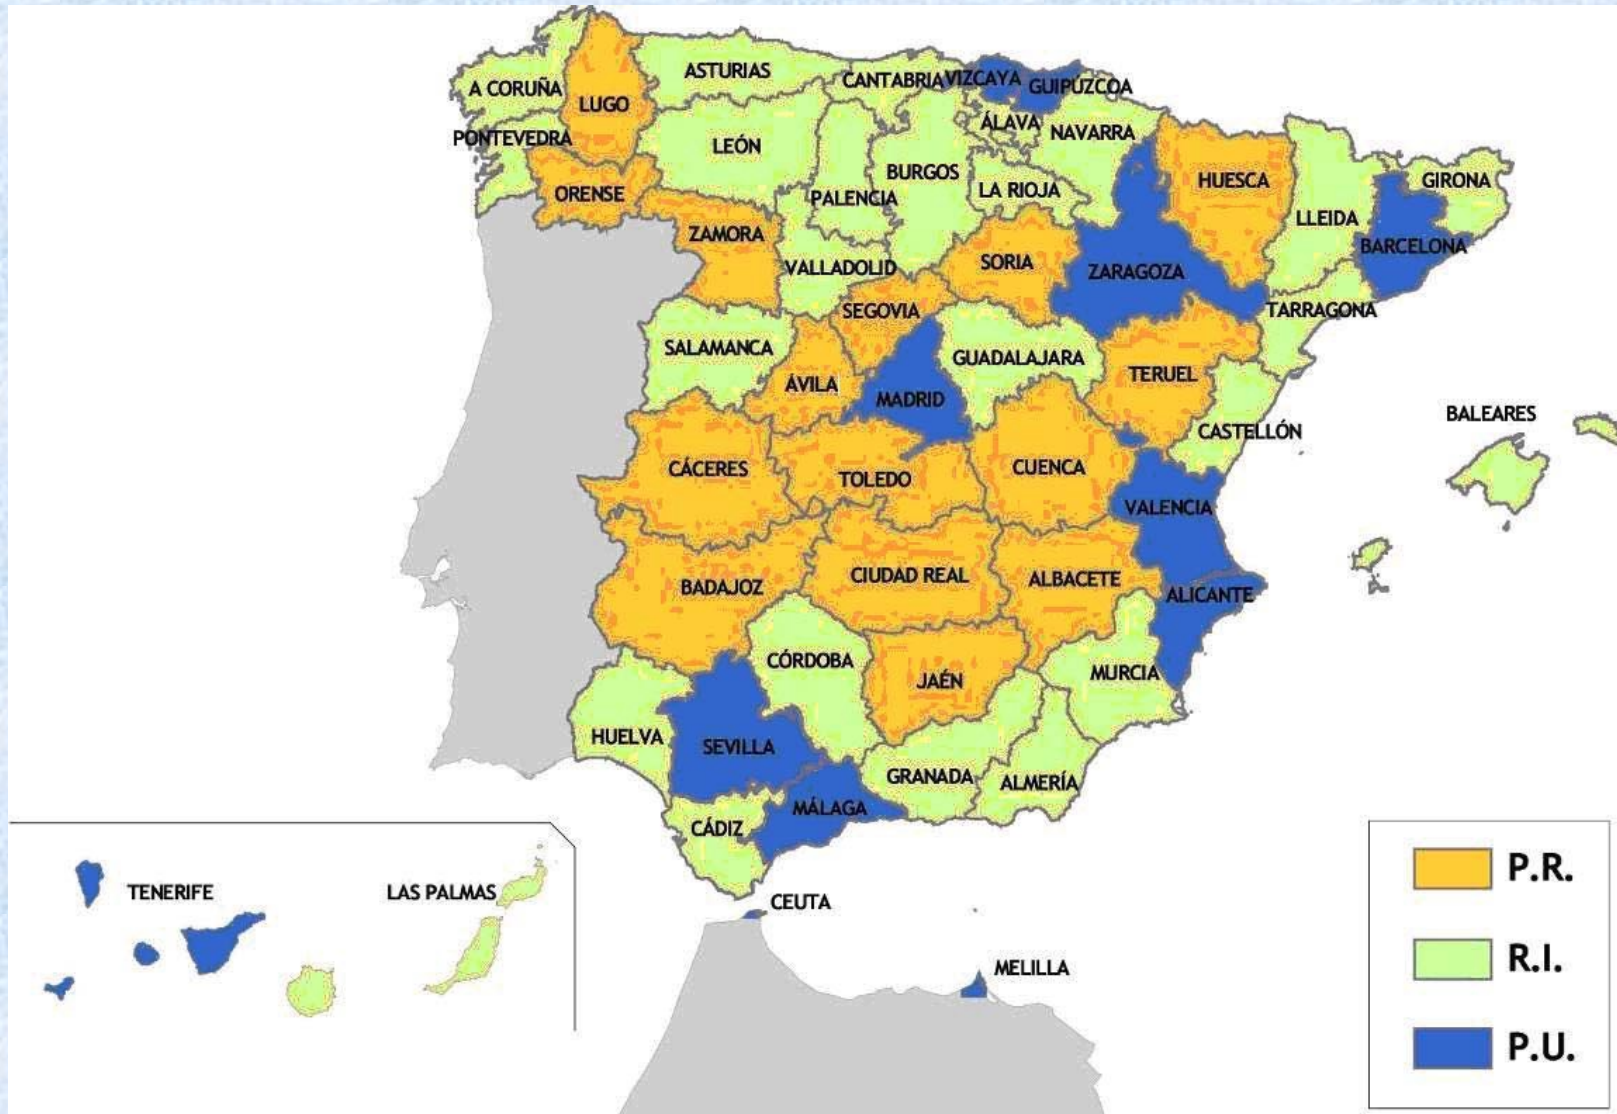 ASTURIAS
CANTABRIA
VIZCAYA
GUIPÚZCOA
A CORUÑA
LUGO
ÁLAVA
NAVARRA
PONTEVEDRA
LEÓN
BURGOS
HUESCA
GIRONA
ORENSE
PALENCIA
LA RIOJA
LLEIDA
ZAMORA
BARCELONA
VALLADOLID
SORIA
ZARAGOZA
SEGOVIA
TARRAGONA
SALAMANCA
GUADALAJARA
ÁVILA
TERUEL
MADRID
BALEARES
CASTELLÓN
CÁCERES
TOLEDO
CUENCA
VALENCIA
BADAJOZ
CIUDAD REAL
ALBACETE
ALICANTE
CÓRDOBA
JAÉN
MURCIA
HUELVA
SEVILLA
GRANADA
ALMERÍA
CÁDIZ
MÁLAGA
TENERIFE
LAS PALMAS
CEUTA
MELILLA
P.R.
R.I.
P.U.